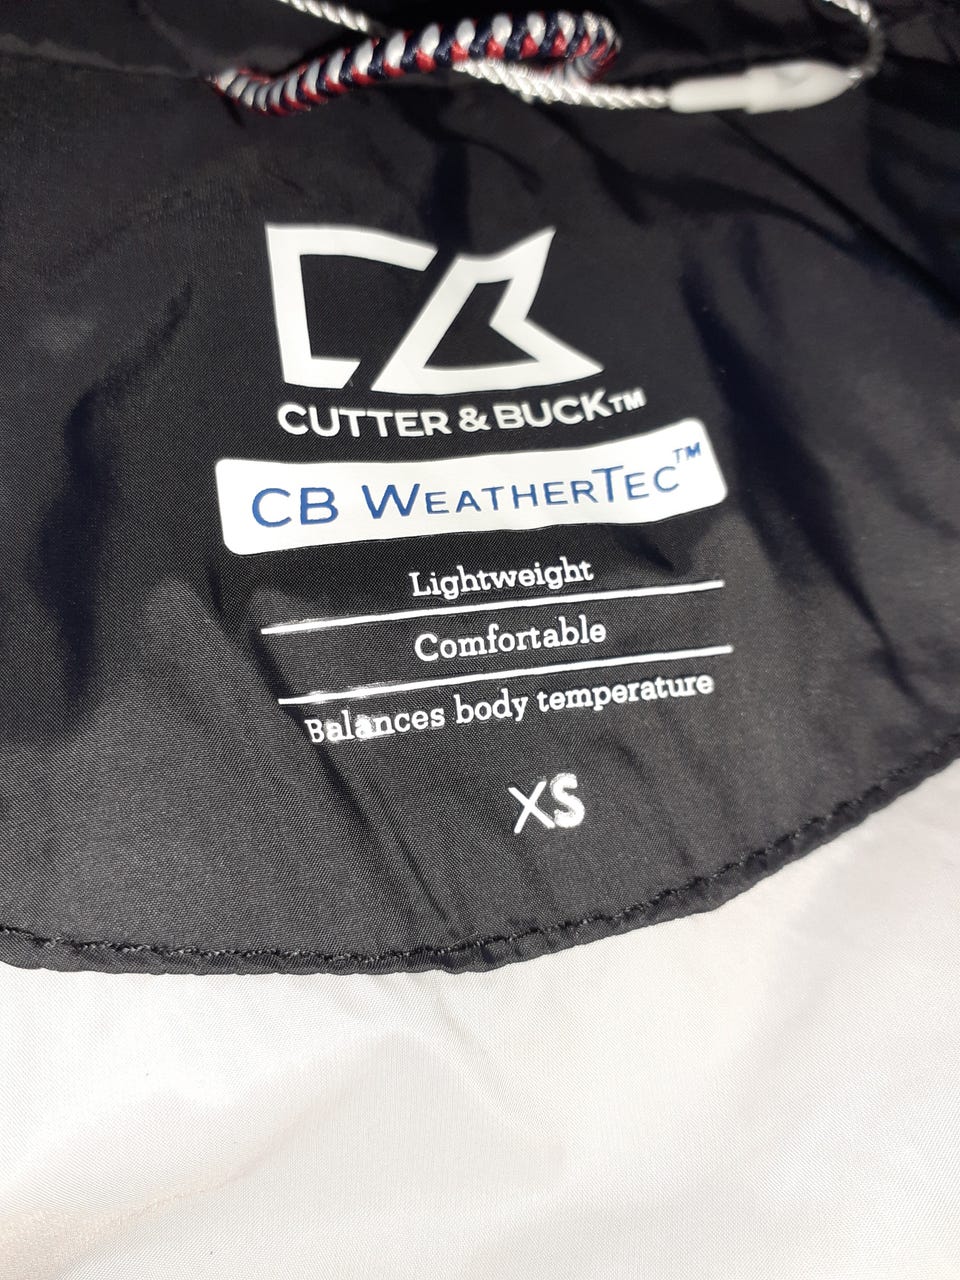 CUTTER & BUCK™
CB WEATHERTEC™
Lightweight
Comfortable
Balances body temperature
XS